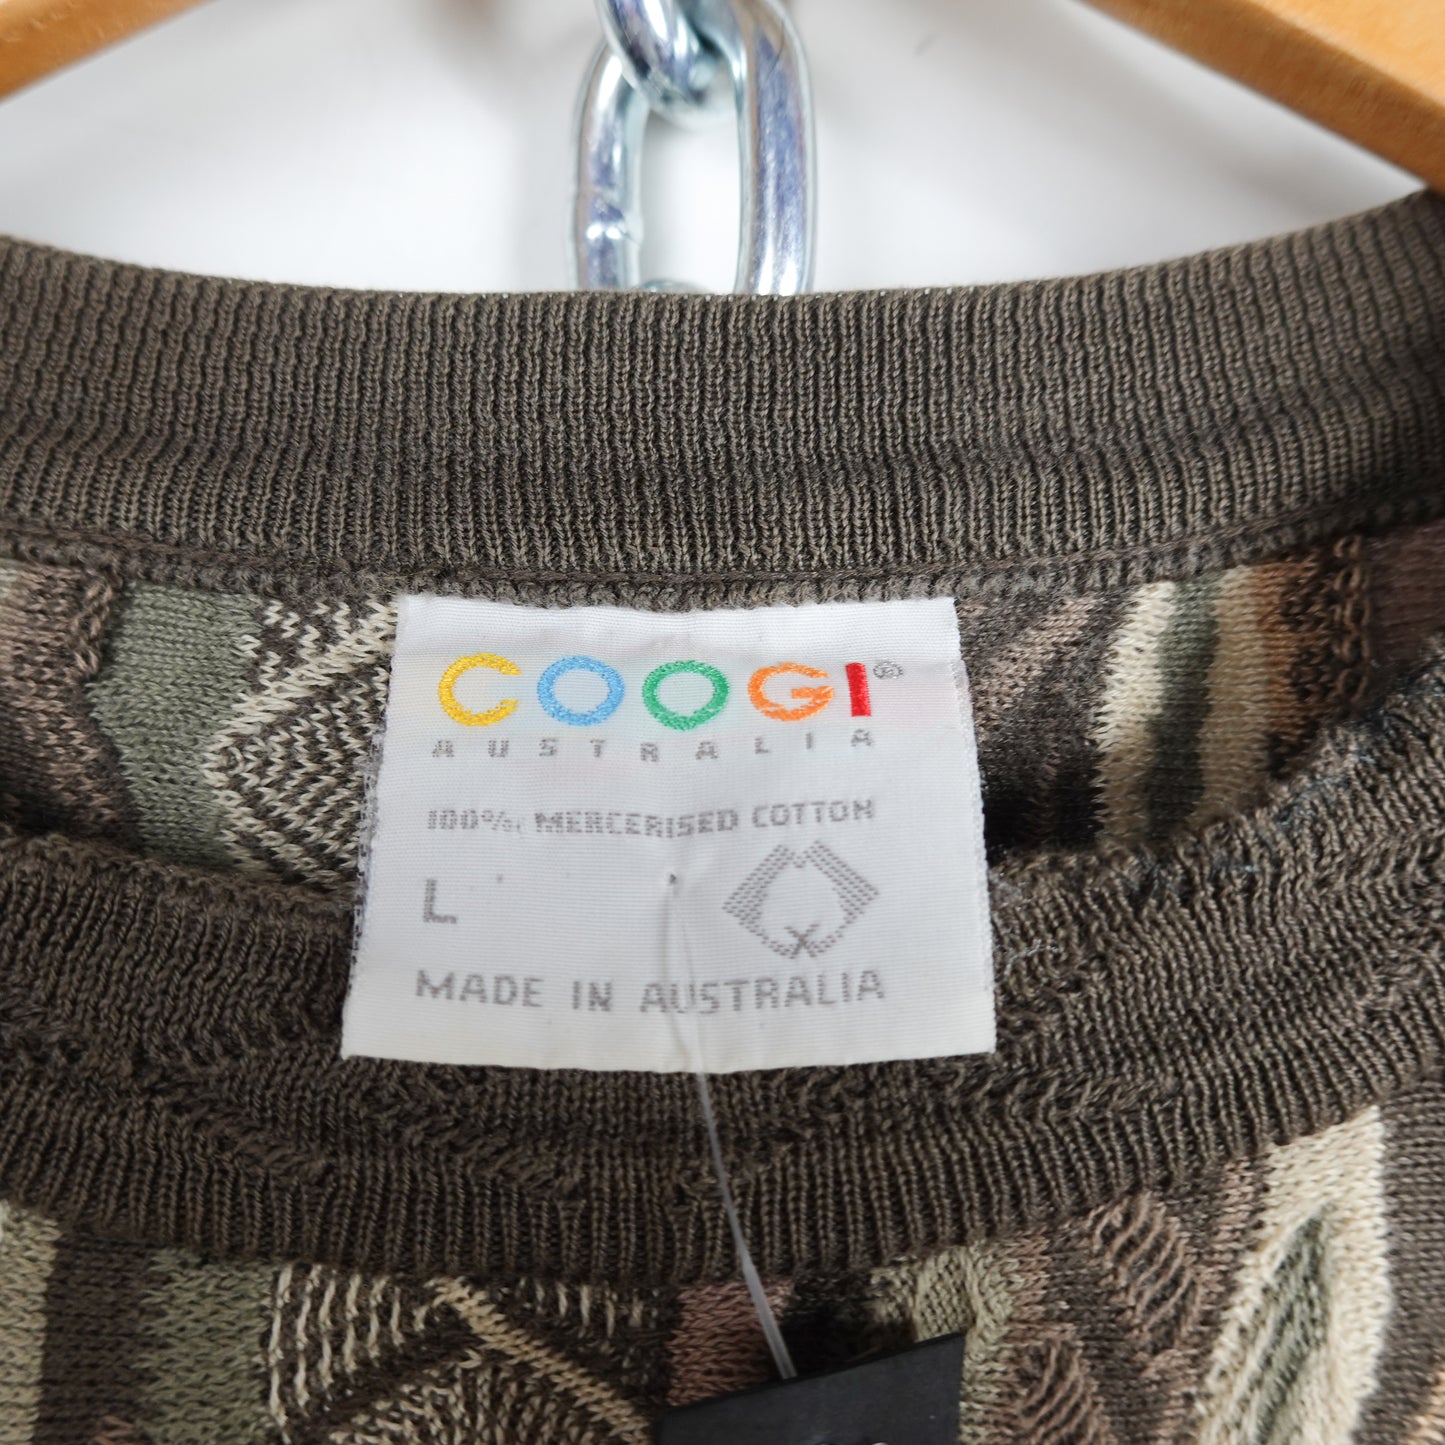 COOGI®
AUSTRALIA
100% MERCERISED COTTON
L
MADE IN AUSTRALIA